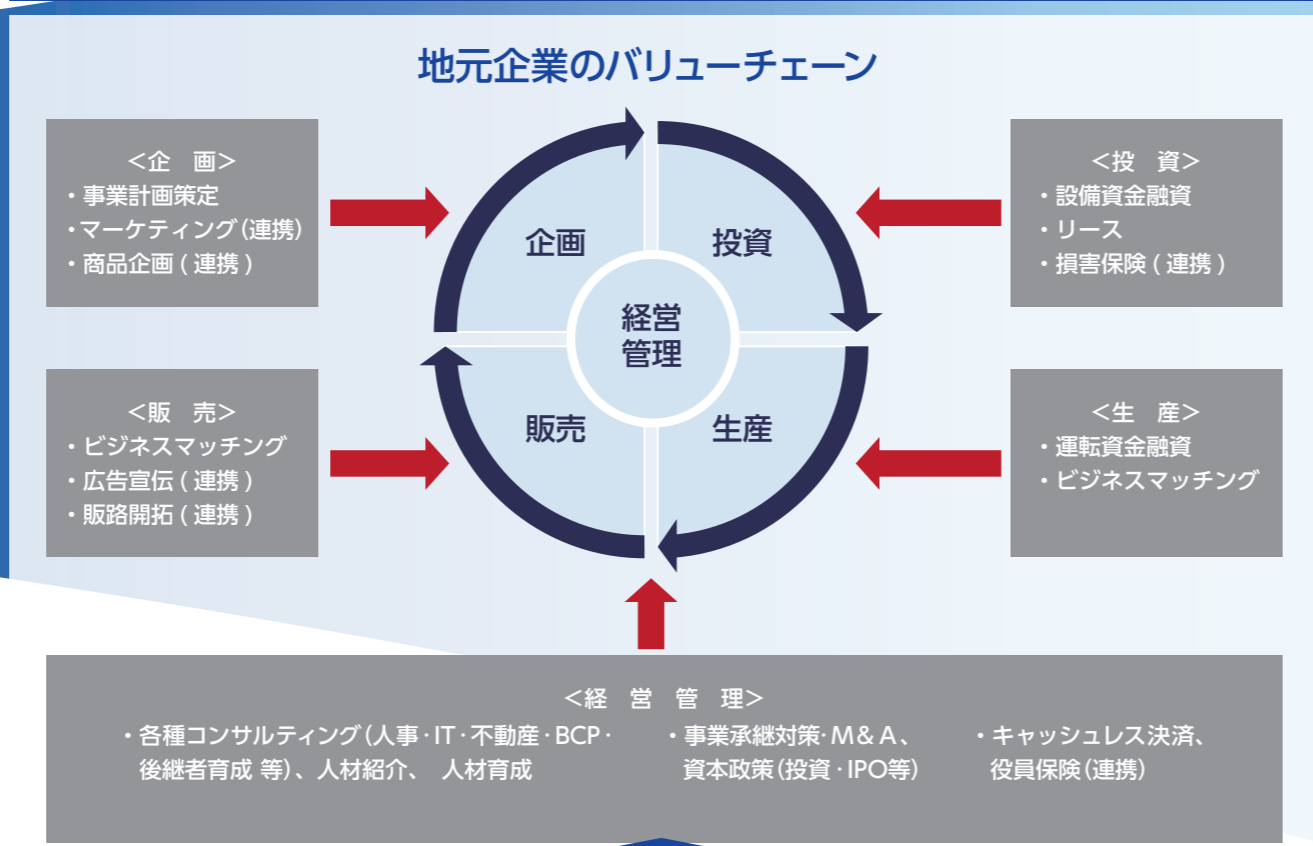 地元企業のバリューチェーン
＜企　画＞
・事業計画策定
・マーケティング（連携）
・商品企画 ( 連携 )
＜投　資＞
・設備資金融資
・リース
・損害保険 ( 連携 )
企画
投資
経営
管理
販売
生産
＜販　売＞
・ビジネスマッチング
・広告宣伝 ( 連携 )
・販路開拓 ( 連携 )
＜生　産＞
・運転資金融資
・ビジネスマッチング
＜経　営　管　理＞
・各種コンサルティング（人事・IT・不動産・BCP・
後継者育成 等）、人材紹介、 人材育成
・事業承継対策・M＆A、
資本政策（投資・IPO等）
・キャッシュレス決済、
役員保険（連携）